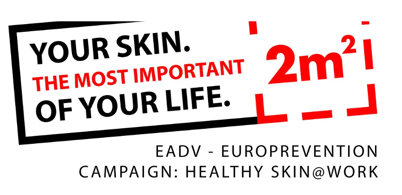 YOUR SKIN.
THE MOST IMPORTANT
OF YOUR LIFE.
2m²
EADV - EUROPREVENTION
CAMPAIGN: HEALTHY SKIN@WORK